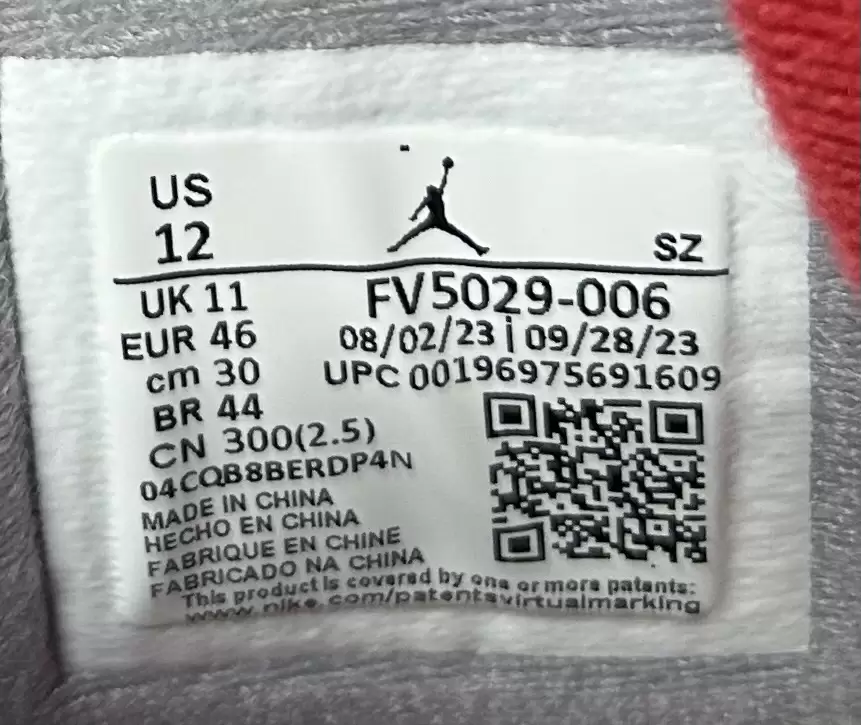 US
12
SZ
UK 11
FV5029-006
EUR 46
08/02/23 | 09/28/23
cm 30
UPC 00196975691609
BR 44
CN 300(2.5)
04CQB8BERDP4N
MADE IN CHINA
HECHO EN CHINA
FABRIQUE EN CHINE
FABRICADO NA CHINA
This product is covered by one or more patents:
www.nike.com/patentsvirtualmarking